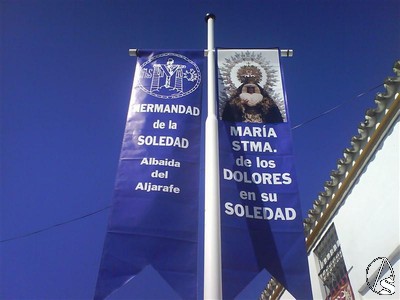 HERMANDAD
de la
SOLEDAD
Albaida
del
Aljarafe
MARÍA
STMA.
de los
DOLORES
en su
SOLEDAD